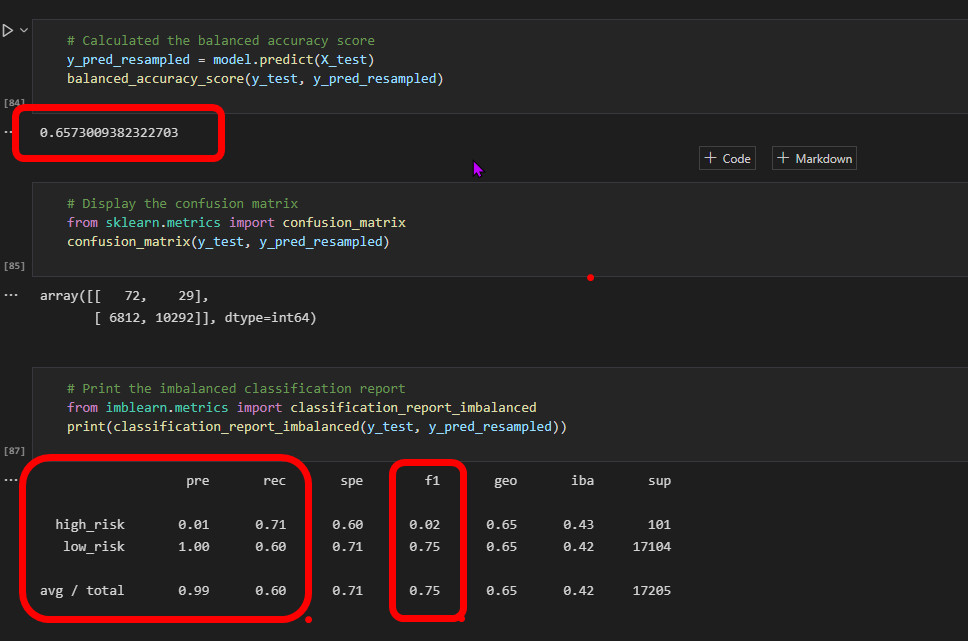 # Calculated the balanced accuracy score
y_pred_resampled = model.predict(X_test)
balanced_accuracy_score(y_test, y_pred_resampled)
[84]
... 0.6573009382322703
+ Code + Markdown
# Display the confusion matrix
from sklearn.metrics import confusion_matrix
confusion_matrix(y_test, y_pred_resampled)
[85]
... array([[   72,    29],
       [ 6812, 10292]], dtype=int64)
# Print the imbalanced classification report
from imblearn.metrics import classification_report_imbalanced
print(classification_report_imbalanced(y_test, y_pred_resampled))
[87]
... pre rec spe f1 geo iba sup
high_risk 0.01 0.71 0.60 0.02 0.65 0.43 101
low_risk 1.00 0.60 0.71 0.75 0.65 0.42 17104
avg / total 0.99 0.60 0.71 0.75 0.65 0.42 17205